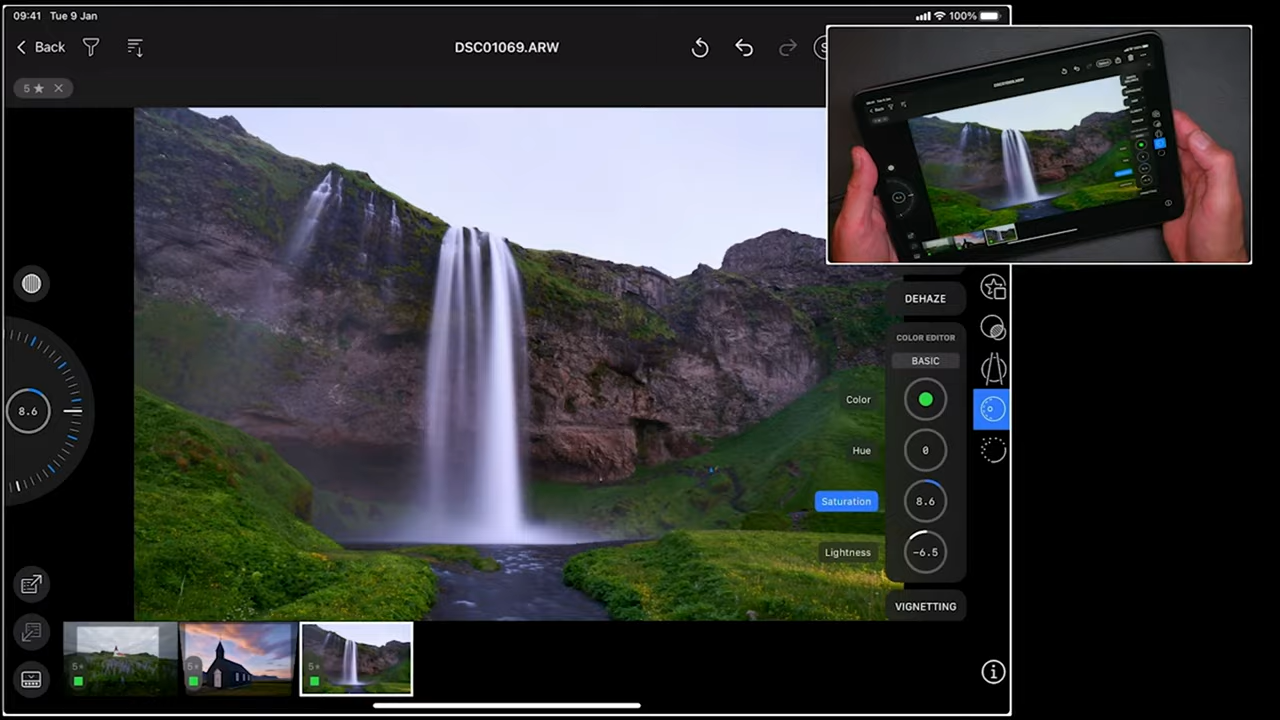 09:41 Tue 9 Jan
100%
Back
DSC01069.ARW
5★
DEHAZE
COLOR EDITOR
BASIC
Color
Hue
0
Saturation
8.6
Lightness
-6.5
VIGNETTING
8.6
5★
5★
5★